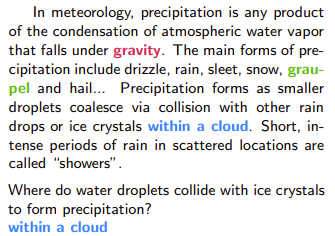 In meteorology, precipitation is any product
of the condensation of atmospheric water vapor
that falls under gravity. The main forms of pre-
cipitation include drizzle, rain, sleet, snow, grau-
pel and hail... Precipitation forms as smaller
droplets coalesce via collision with other rain
drops or ice crystals within a cloud. Short, in-
tense periods of rain in scattered locations are
called “showers”.
Where do water droplets collide with ice crystals
to form precipitation?
within a cloud